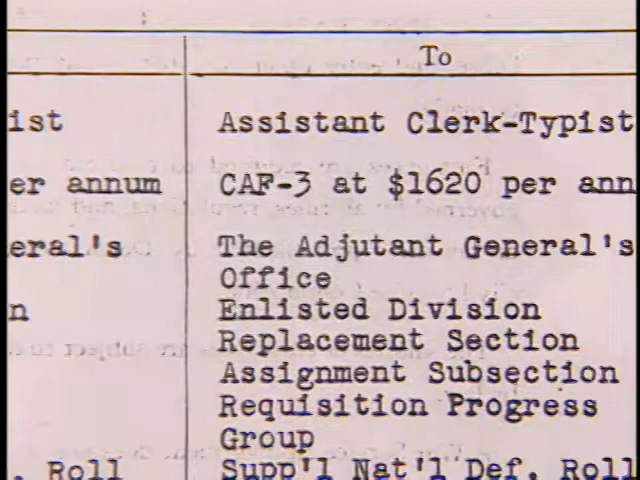 To
ist Assistant Clerk-Typist
er annum CAF-3 at $1620 per ann
eral's The Adjutant General's
Office
n Enlisted Division
Replacement Section
Assignment Subsection
Requisition Progress
Group
. Roll Supp'l Nat'l Def. Roll